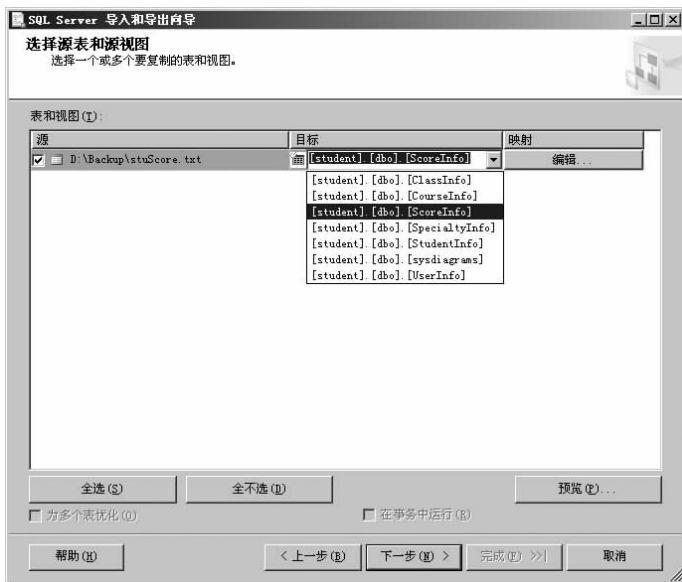 SQL Server 导入和导出向导
选择源表和源视图
选择一个或多个要复制的表和视图。
表和视图(T):
源 目标 映射
D:\Backup\stuScore.txt [student].[dbo].[ScoreInfo] 编辑...
[student].[dbo].[ClassInfo]
[student].[dbo].[CourseInfo]
[student].[dbo].[ScoreInfo]
[student].[dbo].[SpecialtyInfo]
[student].[dbo].[StudentInfo]
[student].[dbo].[sysdiagrams]
[student].[dbo].[UserInfo]
全选(S) 全不选(D) 预览(P)...
为多个表优化(O) 在事务中运行(R)
帮助(H) < 上一步(B) 下一步(N) > 完成(F) >>| 取消